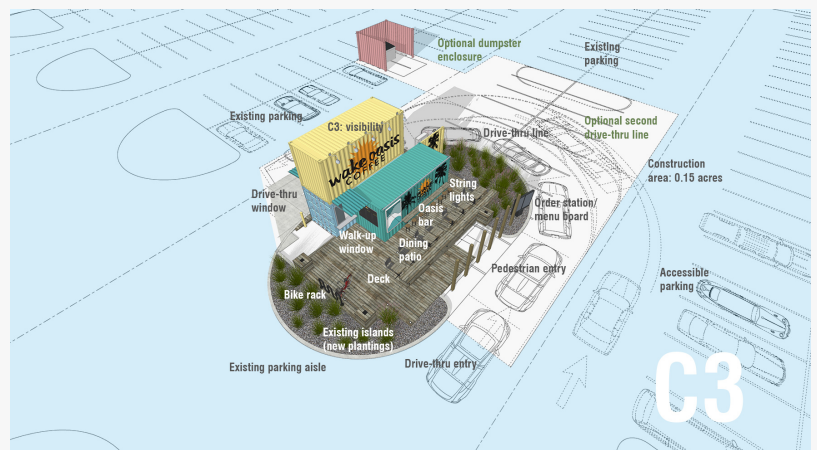 Optional dumpster
enclosure
Existing
parking
Existing parking
C3: visibility
wake oasis
COFFEE
Drive-thru line
Optional second
drive-thru line
Construction
area: 0.15 acres
Drive-thru
window
String
lights
Oasis
bar
Order station/
menu board
Walk-up
window
Dining
patio
Deck
Pedestrian entry
Accessible
parking
Bike rack
Existing islands
(new plantings)
Existing parking aisle
Drive-thru entry
C3